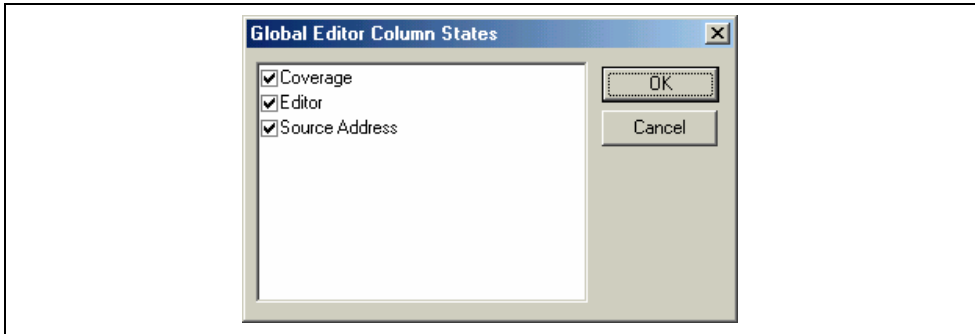 Global Editor Column States
Coverage
Editor
Source Address
OK
Cancel